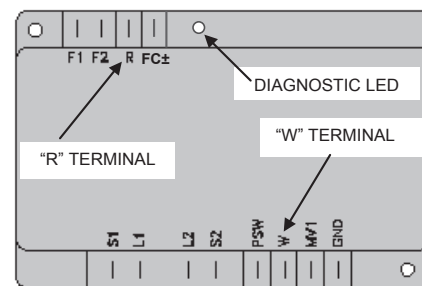 F1 F2 R FC±
DIAGNOSTIC LED
“R” TERMINAL
“W” TERMINAL
S1 L1 L2 S2 PSW W MV1 GND